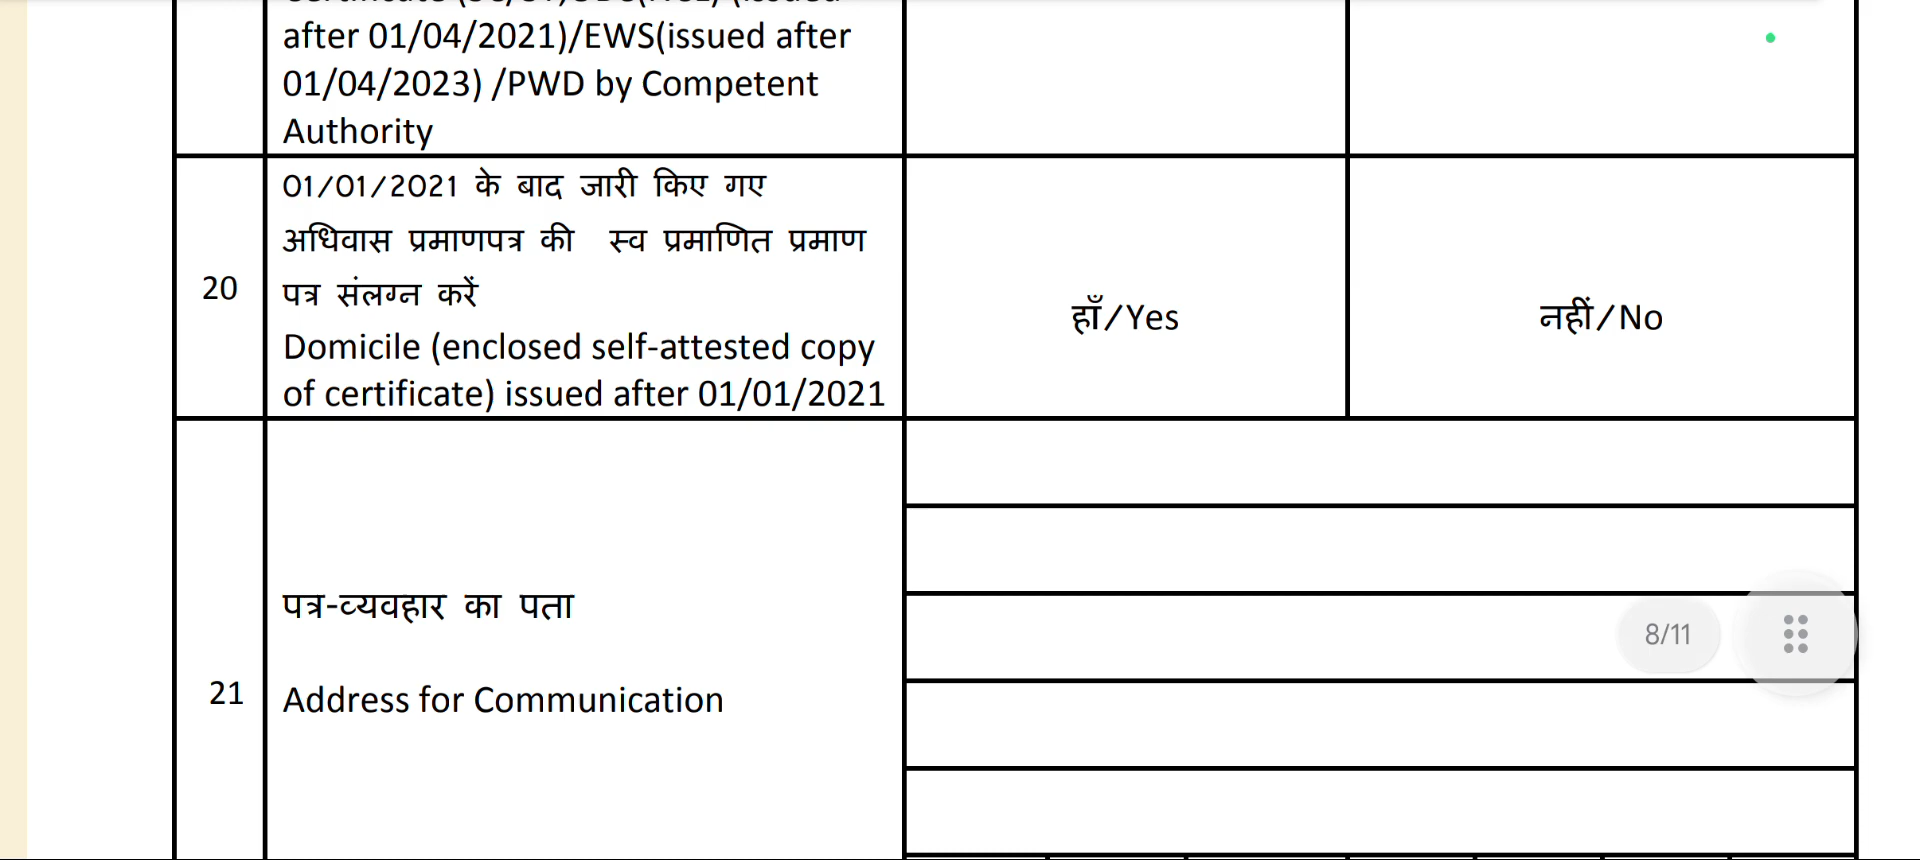 after 01/04/2021)/EWS(issued after
01/04/2023) /PWD by Competent
Authority
20
01/01/2021 के बाद जारी किए गए
अधिवास प्रमाणपत्र की स्व प्रमाणित प्रमाण
पत्र संलग्न करें
Domicile (enclosed self-attested copy
of certificate) issued after 01/01/2021
हाँ/Yes
नहीं/No
21
पत्र-व्यवहार का पता
Address for Communication
8/11